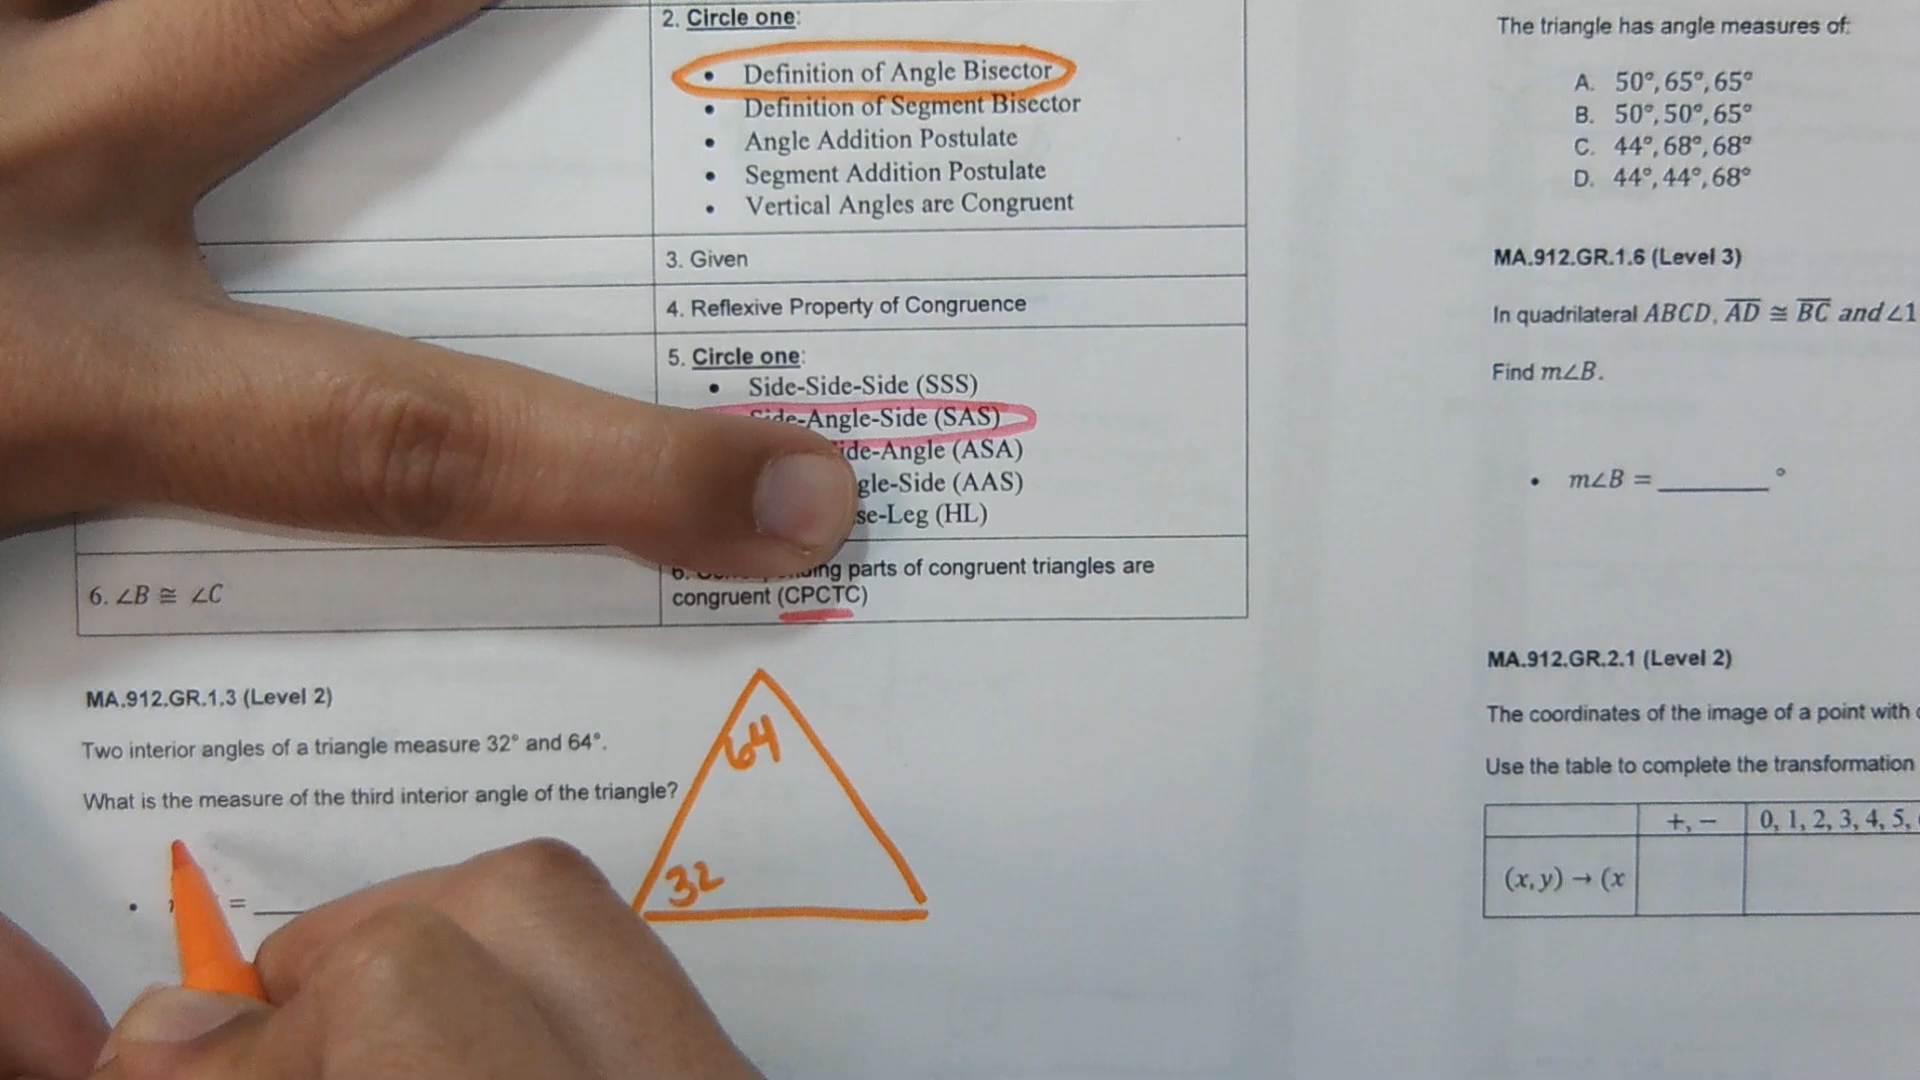 2. Circle one:
• Definition of Angle Bisector
• Definition of Segment Bisector
• Angle Addition Postulate
• Segment Addition Postulate
• Vertical Angles are Congruent
3. Given
4. Reflexive Property of Congruence
5. Circle one:
• Side-Side-Side (SSS)
Side-Angle-Side (SAS)
ide-Angle (ASA)
gle-Side (AAS)
se-Leg (HL)
6. ∠B ≅ ∠C
parts of congruent triangles are
congruent (CPCTC)
MA.912.GR.1.3 (Level 2)
Two interior angles of a triangle measure 32° and 64°.
What is the measure of the third interior angle of the triangle?
• = ___
64
32
The triangle has angle measures of:
A. 50°, 65°, 65°
B. 50°, 50°, 65°
C. 44°, 68°, 68°
D. 44°, 44°, 68°
MA.912.GR.1.6 (Level 3)
In quadrilateral ABCD, AD ≅ BC and ∠1
Find m∠B.
• m∠B = ________ °
MA.912.GR.2.1 (Level 2)
The coordinates of the image of a point with
Use the table to complete the transformation
+, − 0, 1, 2, 3, 4, 5,
(x, y) → (x